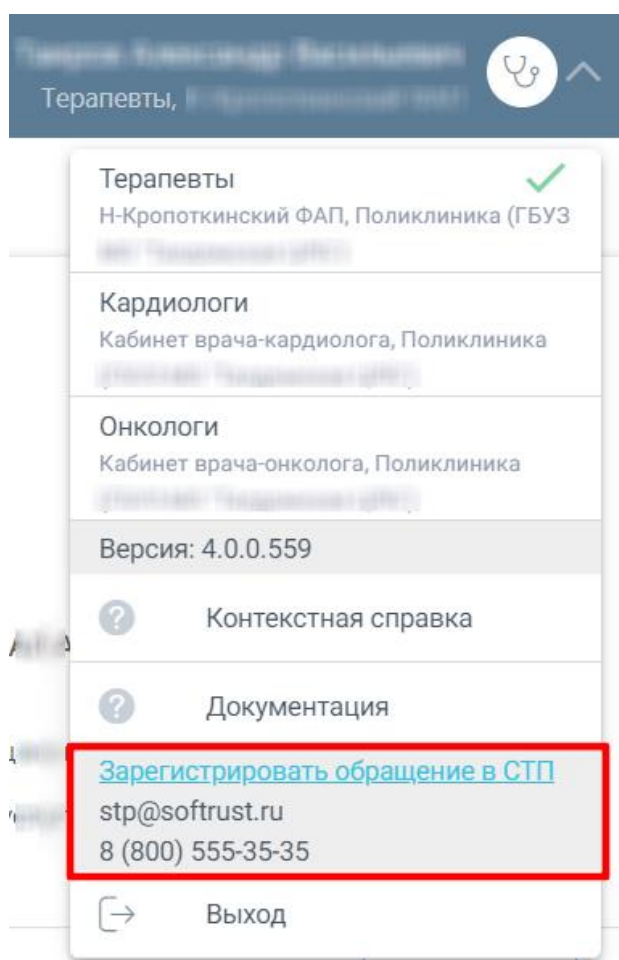 Терапевты,
Терапевты
Н-Кропоткинский ФАП, Поликлиника (ГБУЗ
Кардиологи
Кабинет врача-кардиолога, Поликлиника
Онкологи
Кабинет врача-онколога, Поликлиника
Версия: 4.0.0.559
Контекстная справка
Документация
Зарегистрировать обращение в СТП
stp@softrust.ru
8 (800) 555-35-35
Выход